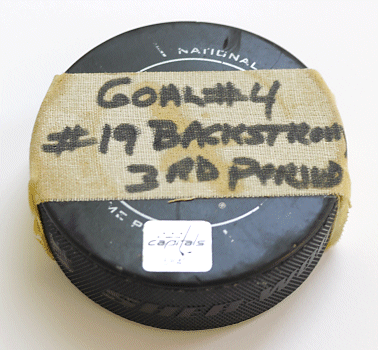 NATIONAL
GOAL #4
#19 BACKSTROM
3RD PERIOD
capitals